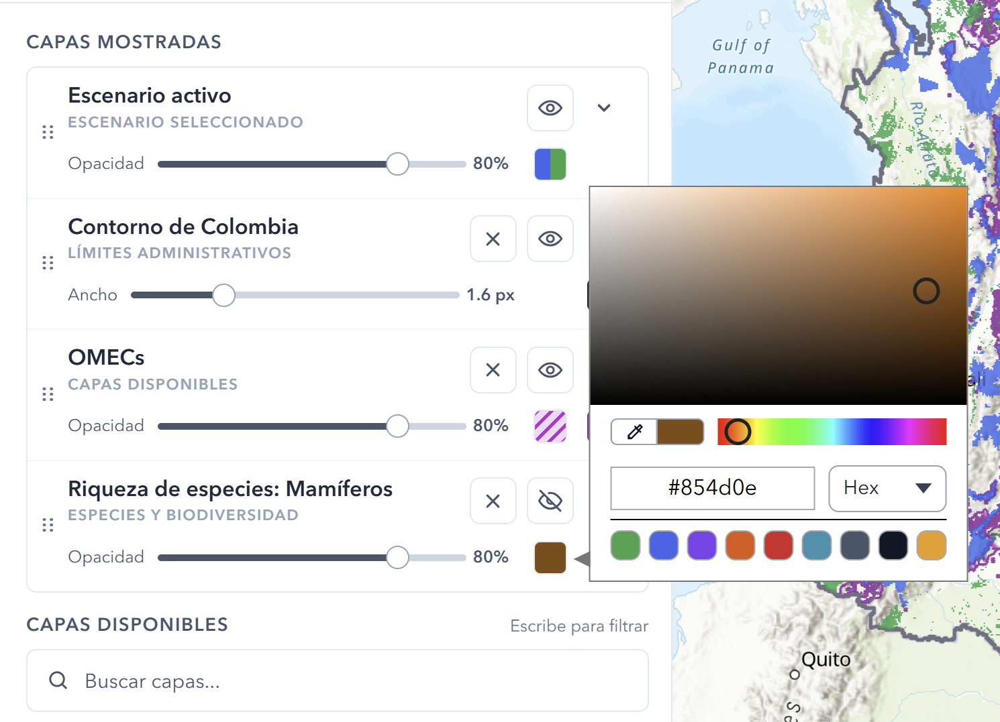 CAPAS MOSTRADAS
Escenario activo
ESCENARIO SELECCIONADO
Opacidad
80%
Contorno de Colombia
LÍMITES ADMINISTRATIVOS
Ancho
1.6 px
OMECs
CAPAS DISPONIBLES
Opacidad
80%
Riqueza de especies: Mamíferos
ESPECIES Y BIODIVERSIDAD
Opacidad
80%
CAPAS DISPONIBLES
Escribe para filtrar
Buscar capas...
#854d0e
Hex
Gulf of
Panama
Río Atrato
Quito